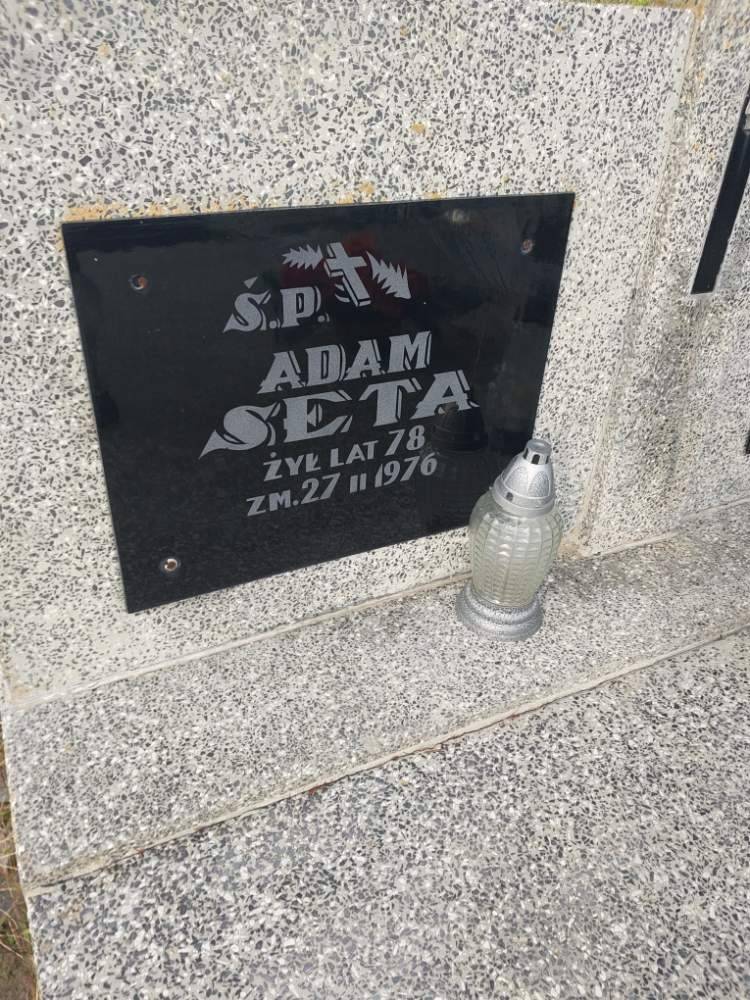 Ś.P.
ADAM
SETA
ŻYŁ LAT 78
ZM. 27 II 1976